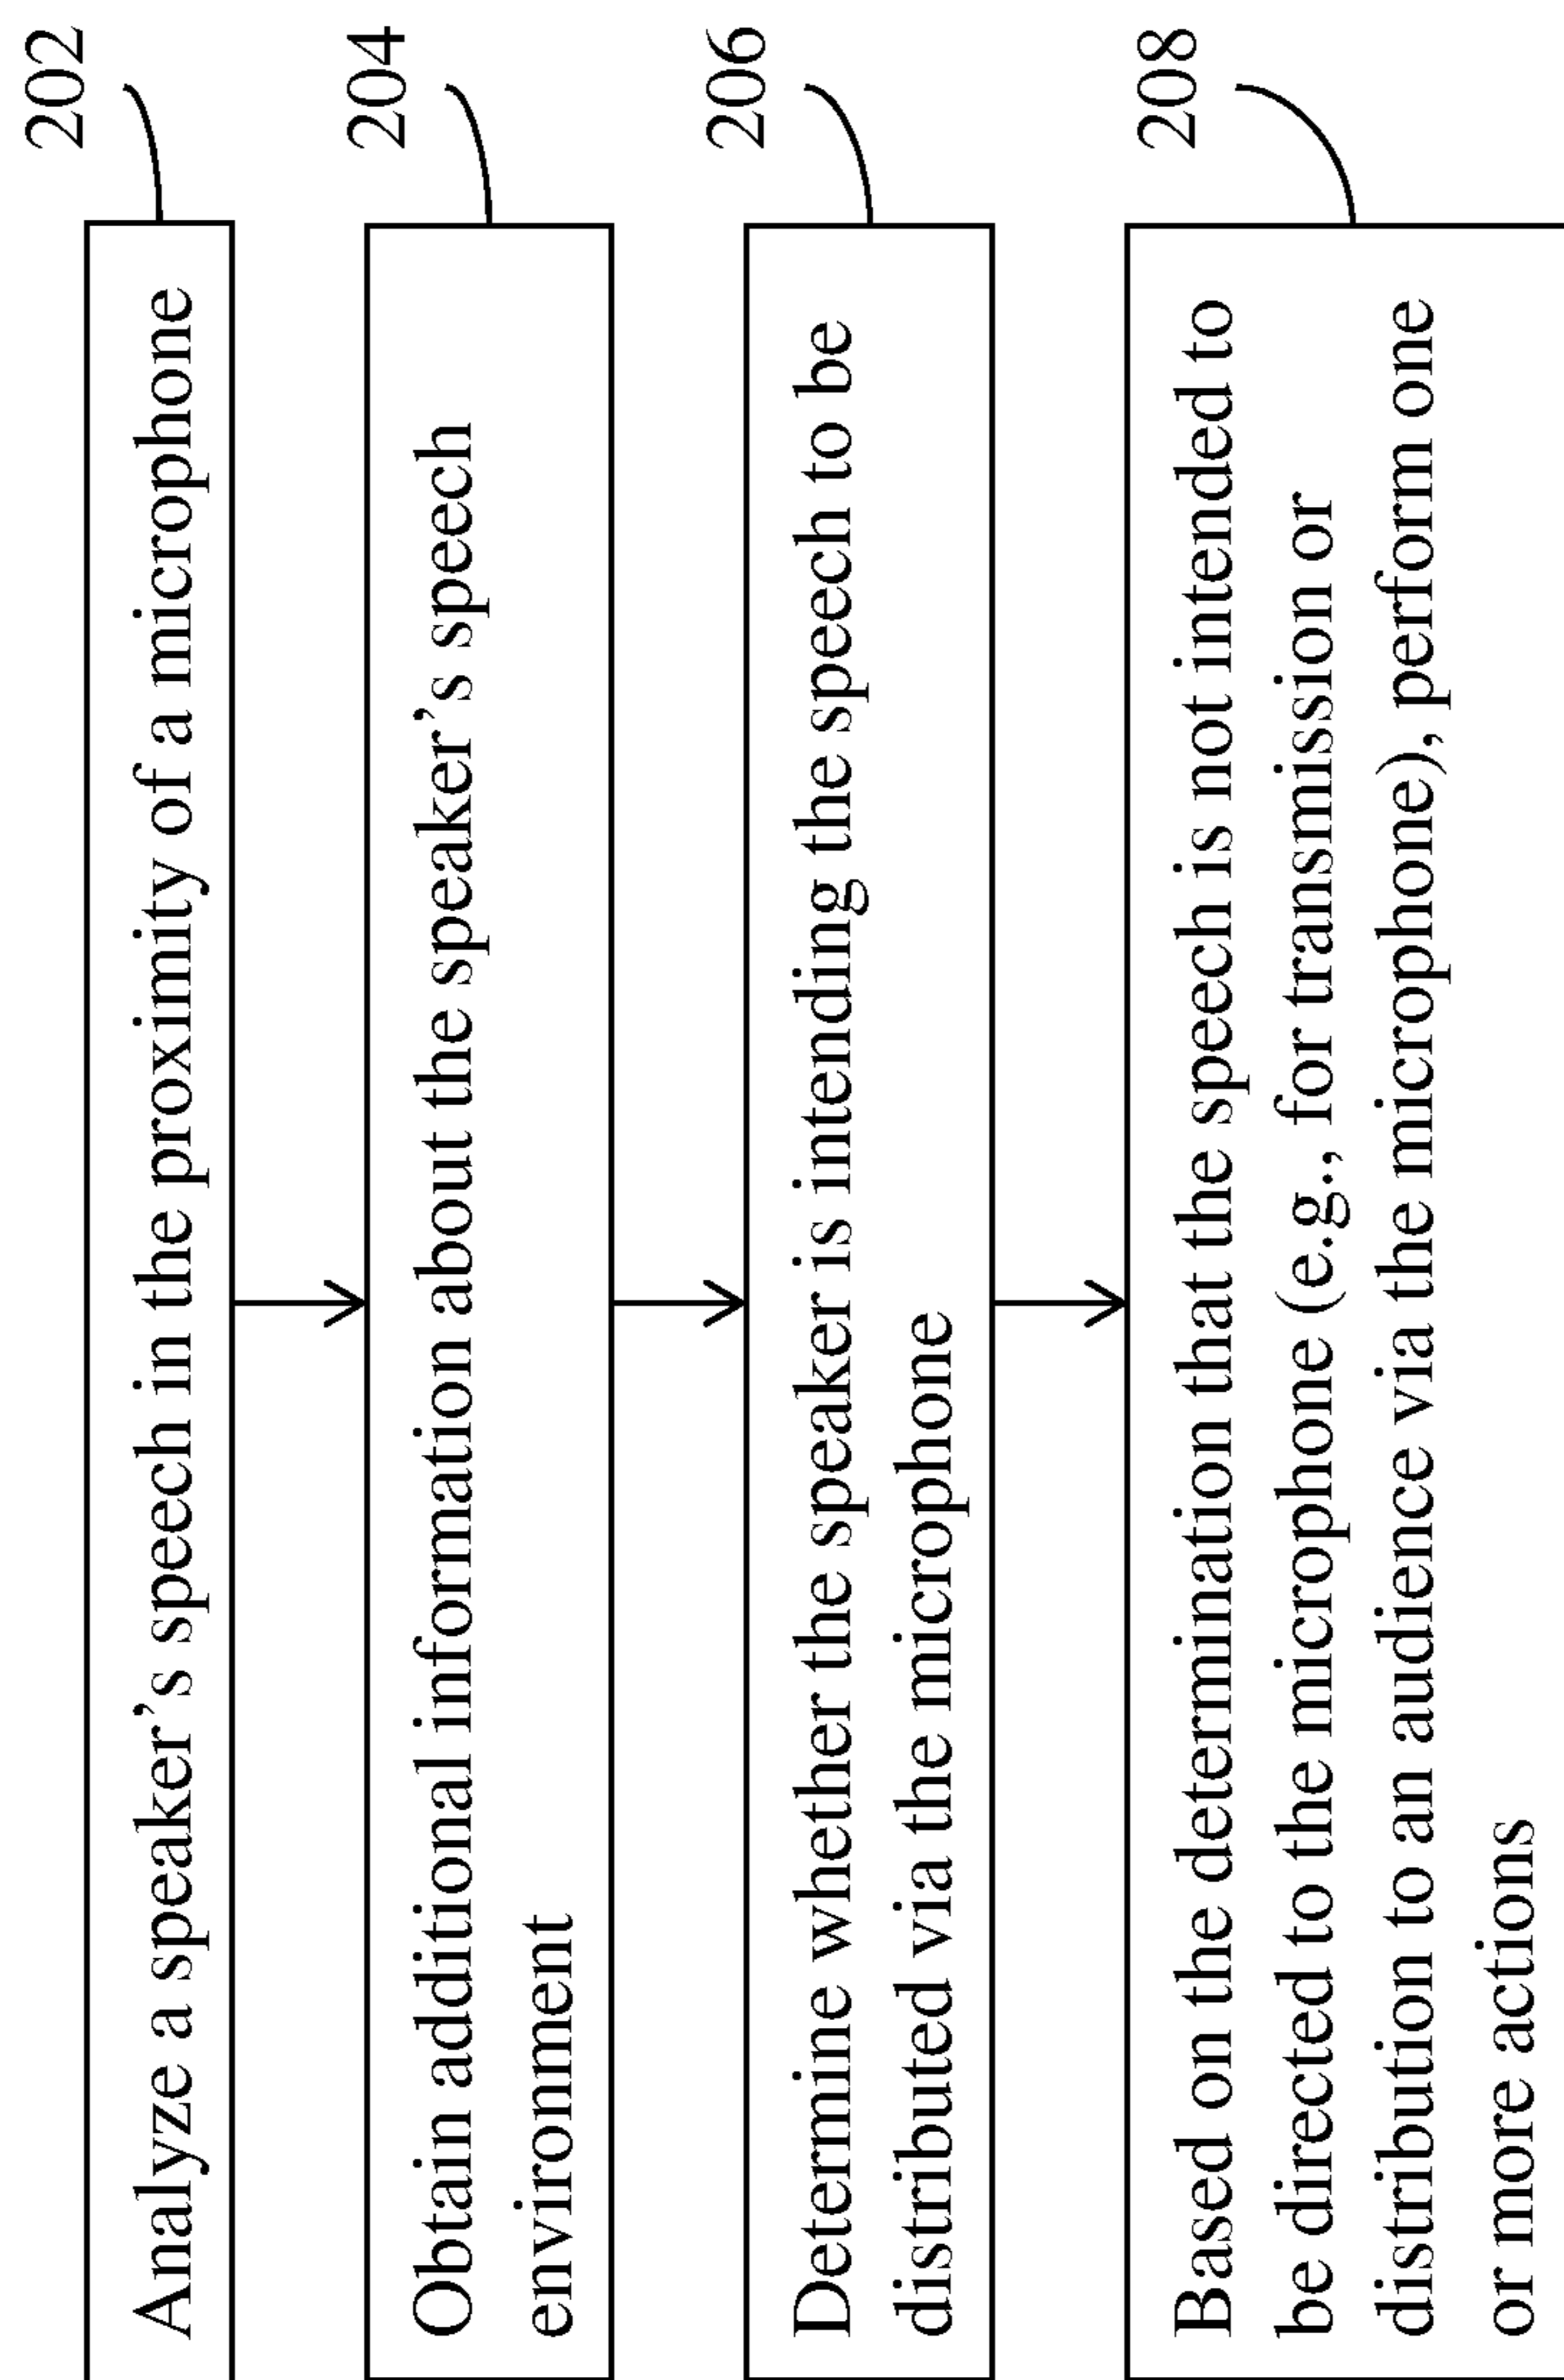 202
Analyze a speaker’s speech in the proximity of a microphone
204
Obtain additional information about the speaker’s speech
environment
206
Determine whether the speaker is intending the speech to be
distributed via the microphone
208
Based on the determination that the speech is not intended to
be directed to the microphone (e.g., for transmission or
distribution to an audience via the microphone), perform one
or more actions